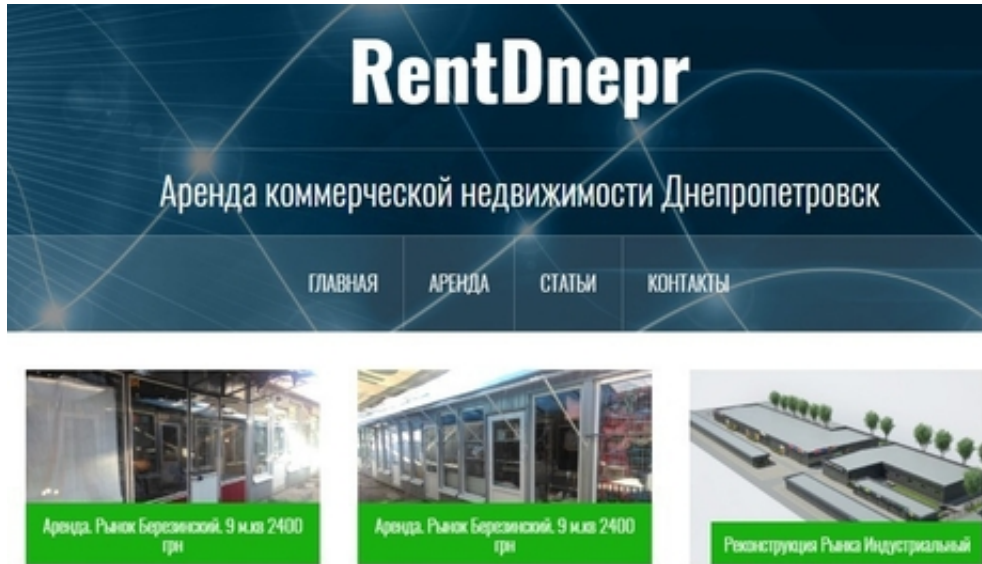 RentDnepr
Аренда коммерческой недвижимости Днепропетровск
ГЛАВНАЯ АРЕНДА СТАТЬИ КОНТАКТЫ
Аренда. Рынок Березинский. 9 м.кв 2400
грн
Аренда. Рынок Березинский. 9 м.кв 2400
грн
Реконструкция Рынка Индустриальный